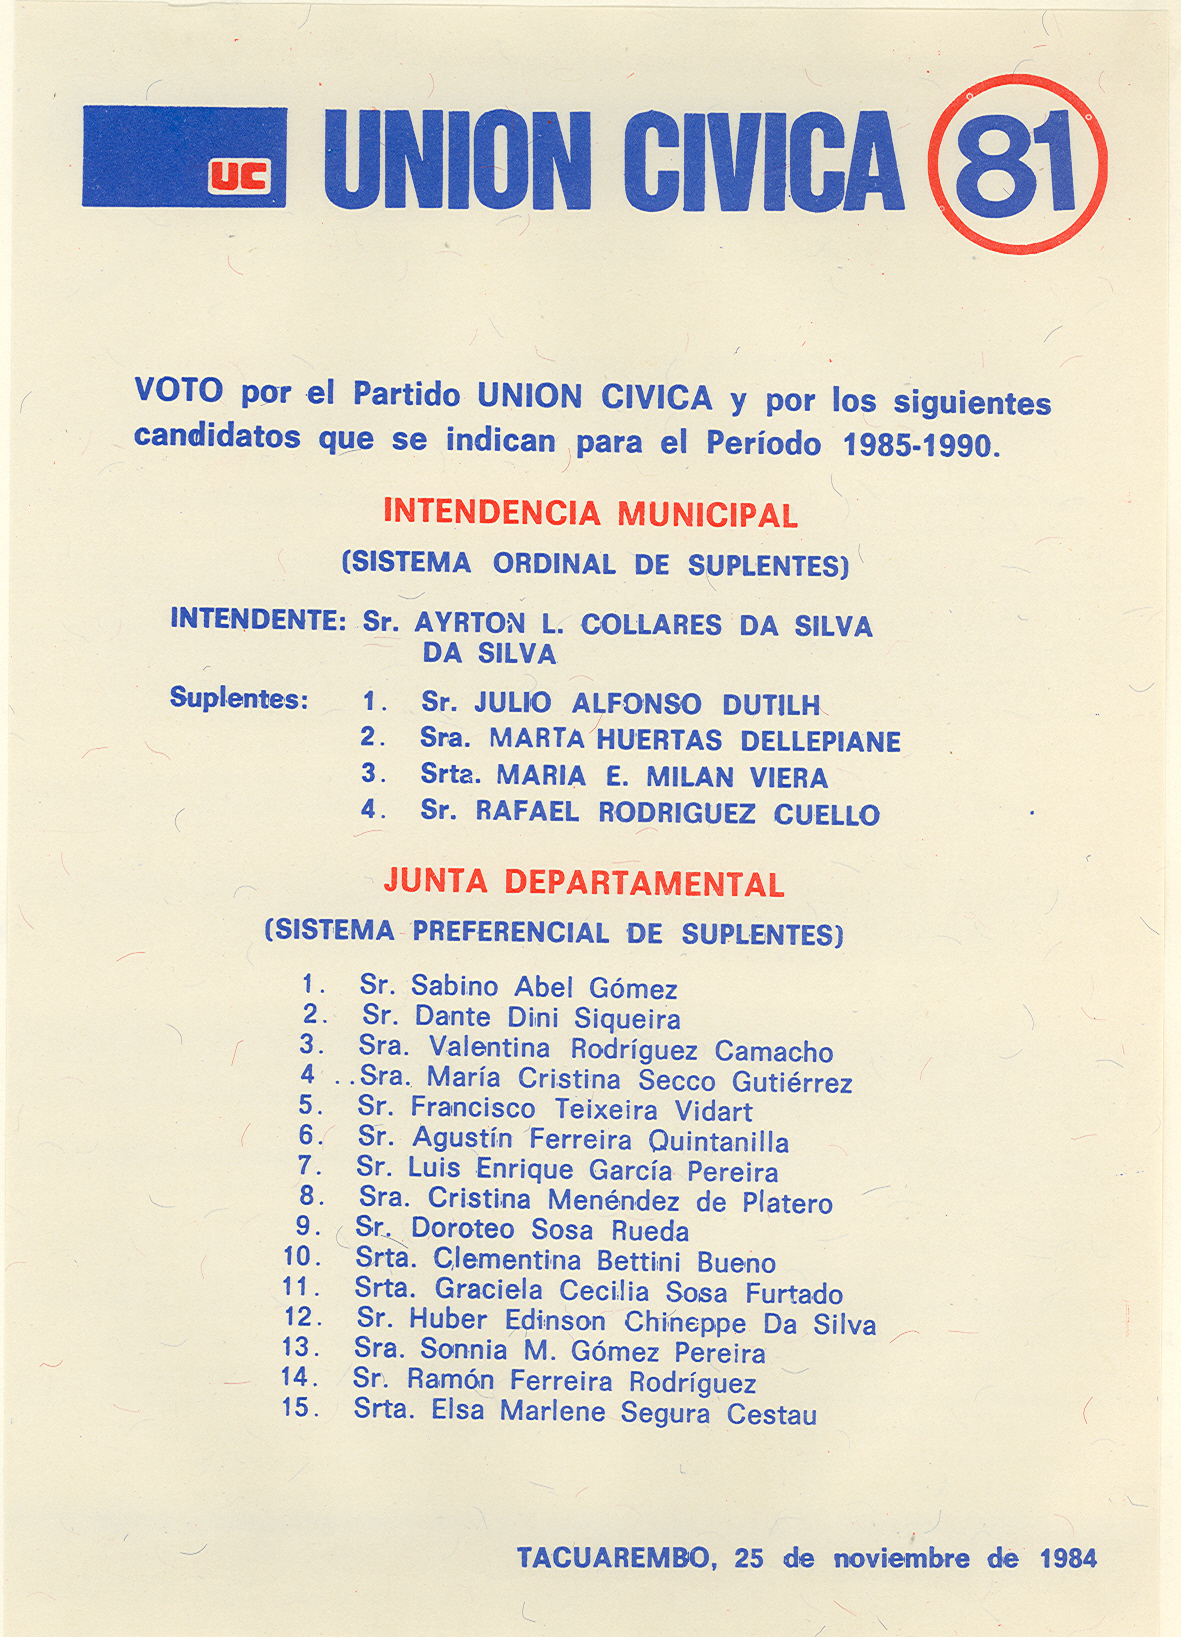 UC UNION CIVICA 81
VOTO por el Partido UNION CIVICA y por los siguientes
candidatos que se indican para el Período 1985-1990.
INTENDENCIA MUNICIPAL
(SISTEMA ORDINAL DE SUPLENTES)
INTENDENTE: Sr. AYRTON L. COLLARES DA SILVA
DA SILVA
Suplentes: 1. Sr. JULIO ALFONSO DUTILH
2. Sra. MARTA HUERTAS DELLEPIANE
3. Srta. MARIA E. MILAN VIERA
4. Sr. RAFAEL RODRIGUEZ CUELLO
JUNTA DEPARTAMENTAL
(SISTEMA PREFERENCIAL DE SUPLENTES)
1. Sr. Sabino Abel Gómez
2. Sr. Dante Dini Siqueira
3. Sra. Valentina Rodríguez Camacho
4 ..Sra. María Cristina Secco Gutiérrez
5. Sr. Francisco Teixeira Vidart
6. Sr. Agustín Ferreira Quintanilla
7. Sr. Luis Enrique García Pereira
8. Sra. Cristina Menéndez de Platero
9. Sr. Doroteo Sosa Rueda
10. Srta. Clementina Bettini Bueno
11. Srta. Graciela Cecilia Sosa Furtado
12. Sr. Huber Edinson Chineppe Da Silva
13. Sra. Sonnia M. Gómez Pereira
14. Sr. Ramón Ferreira Rodríguez
15. Srta. Elsa Marlene Segura Cestau
TACUAREMBO, 25 de noviembre de 1984